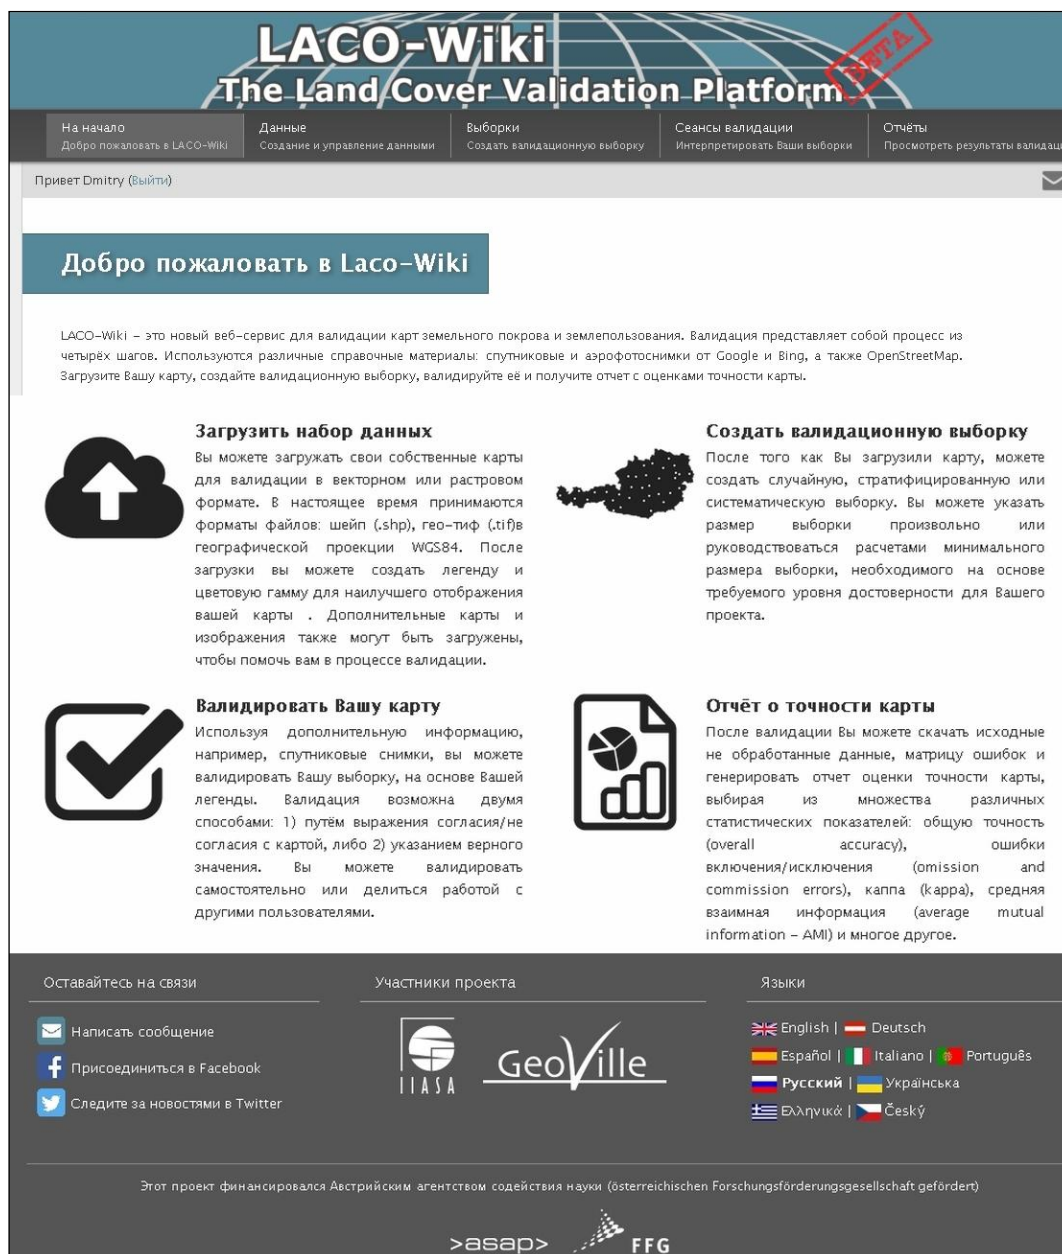 LACO-Wiki
The Land Cover Validation Platform
BETA
На начало
Добро пожаловать в LACO-Wiki
Данные
Создание и управление данными
Выборки
Создать валидационную выборку
Сеансы валидации
Интерпретировать Ваши выборки
Отчёты
Просмотреть результаты валидац
Привет Dmitry (Выйти)
Добро пожаловать в Laco-Wiki
LACO-Wiki – это новый веб-сервис для валидации карт земельного покрова и землепользования. Валидация представляет собой процесс из
четырёх шагов. Используются различные справочные материалы: спутниковые и аэрофотоснимки от Google и Bing, а также OpenStreetMap.
Загрузите Вашу карту, создайте валидационную выборку, валидируйте её и получите отчет с оценками точности карты.
Загрузить набор данных
Вы можете загружать свои собственные карты
для валидации в векторном или растровом
формате. В настоящее время принимаются
форматы файлов: шейп (.shp), гео-тиф (.tif)в
географической проекции WGS84. После
загрузки вы можете создать легенду и
цветовую гамму для наилучшего отображения
вашей карты . Дополнительные карты и
изображения также могут быть загружены,
чтобы помочь вам в процессе валидации.
Создать валидационную выборку
После того как Вы загрузили карту, можете
создать случайную, стратифицированную или
систематическую выборку. Вы можете указать
размер выборки произвольно или
руководствоваться расчетами минимального
размера выборки, необходимого на основе
требуемого уровня достоверности для Вашего
проекта.
Валидировать Вашу карту
Используя дополнительную информацию,
например, спутниковые снимки, вы можете
валидировать Вашу выборку, на основе Вашей
легенды. Валидация возможна двумя
способами: 1) путём выражения согласия/не
согласия с картой, либо 2) указанием верного
значения. Вы можете валидировать
самостоятельно или делиться работой с
другими пользователями.
Отчёт о точности карты
После валидации Вы можете скачать исходные
не обработанные данные, матрицу ошибок и
генерировать отчет оценки точности карты,
выбирая из множества различных
статистических показателей: общую точность
(overall accuracy), ошибки
включения/исключения (omission and
commission errors), каппа (kappa), средняя
взаимная информация (average mutual
information – AMI) и многое другое.
Оставайтесь на связи
Написать сообщение
Присоединиться в Facebook
Следите за новостями в Twitter
Участники проекта
IIASA
GeoVille
Языки
English | Deutsch
Español | Italiano | Português
Русский | Українська
Ελληνικά | Český
Этот проект финансировался Австрийским агентством содействия науки (österreichischen Forschungsförderungsgesellschaft gefördert)
>asap> FFG